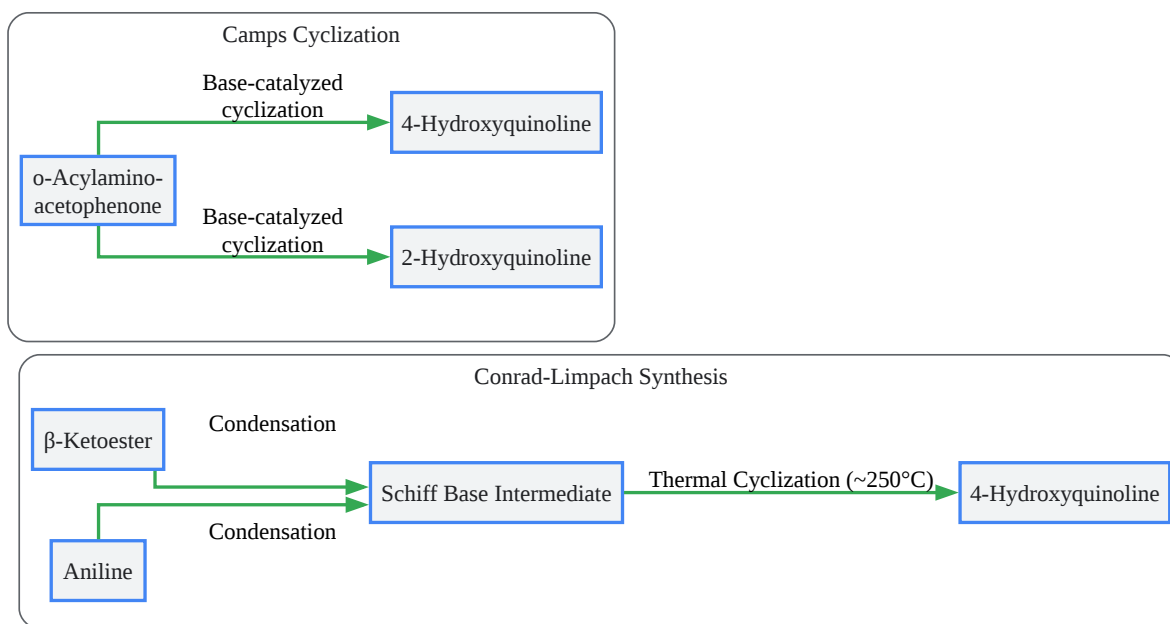 Camps Cyclization
Base-catalyzed
cyclization
4-Hydroxyquinoline
o-Acylamino-
acetophenone
Base-catalyzed
cyclization
2-Hydroxyquinoline
Conrad-Limpach Synthesis
β-Ketoester
Condensation
Schiff Base Intermediate
Thermal Cyclization (~250°C)
4-Hydroxyquinoline
Condensation
Aniline